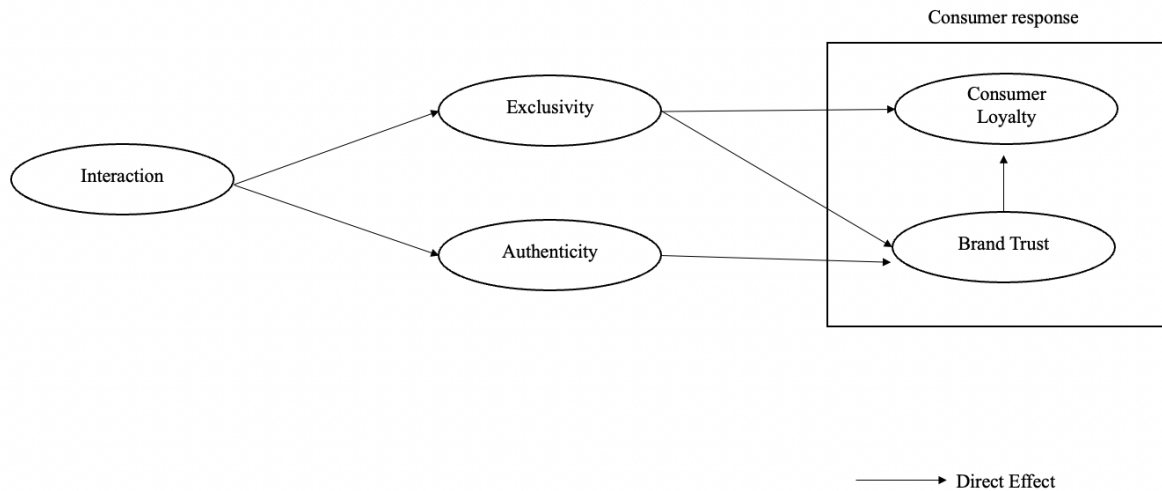 Consumer response
Exclusivity
Consumer
Loyalty
Interaction
Authenticity
Brand Trust
Direct Effect